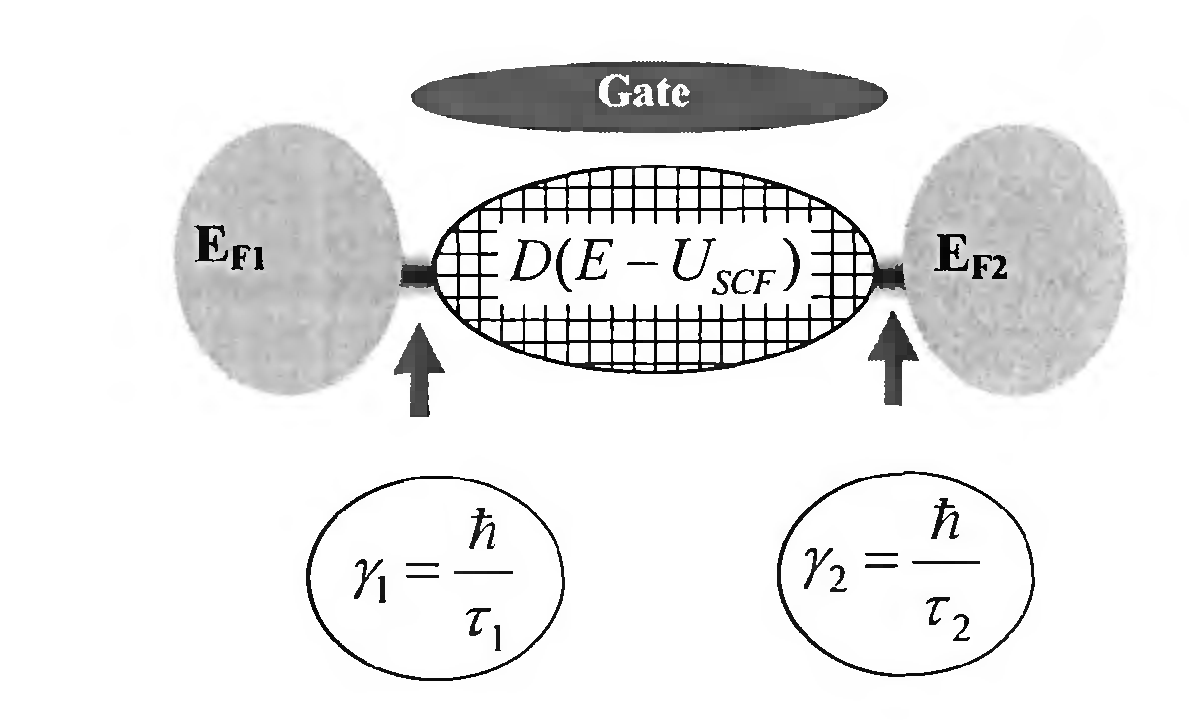 Gate
E_F1
D(E − U_SCF)
E_F2
γ₁ = ℏ/τ₁
γ₂ = ℏ/τ₂